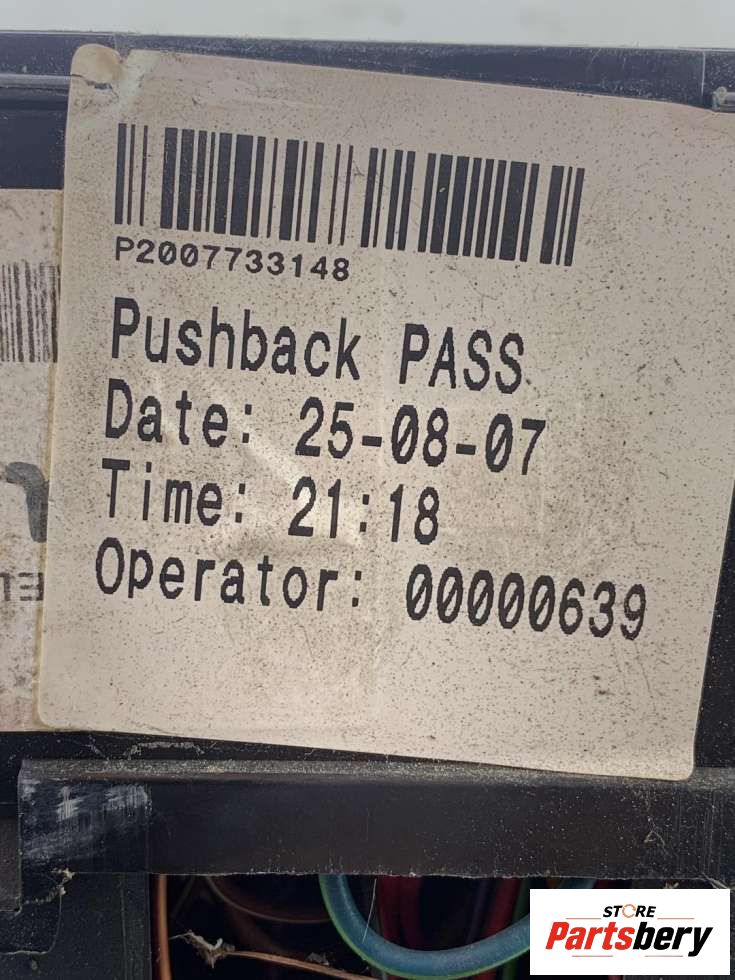 P2007733148
Pushback PASS
Date: 25-08-07
Time: 21:18
Operator: 00000639
STORE
Partsbery